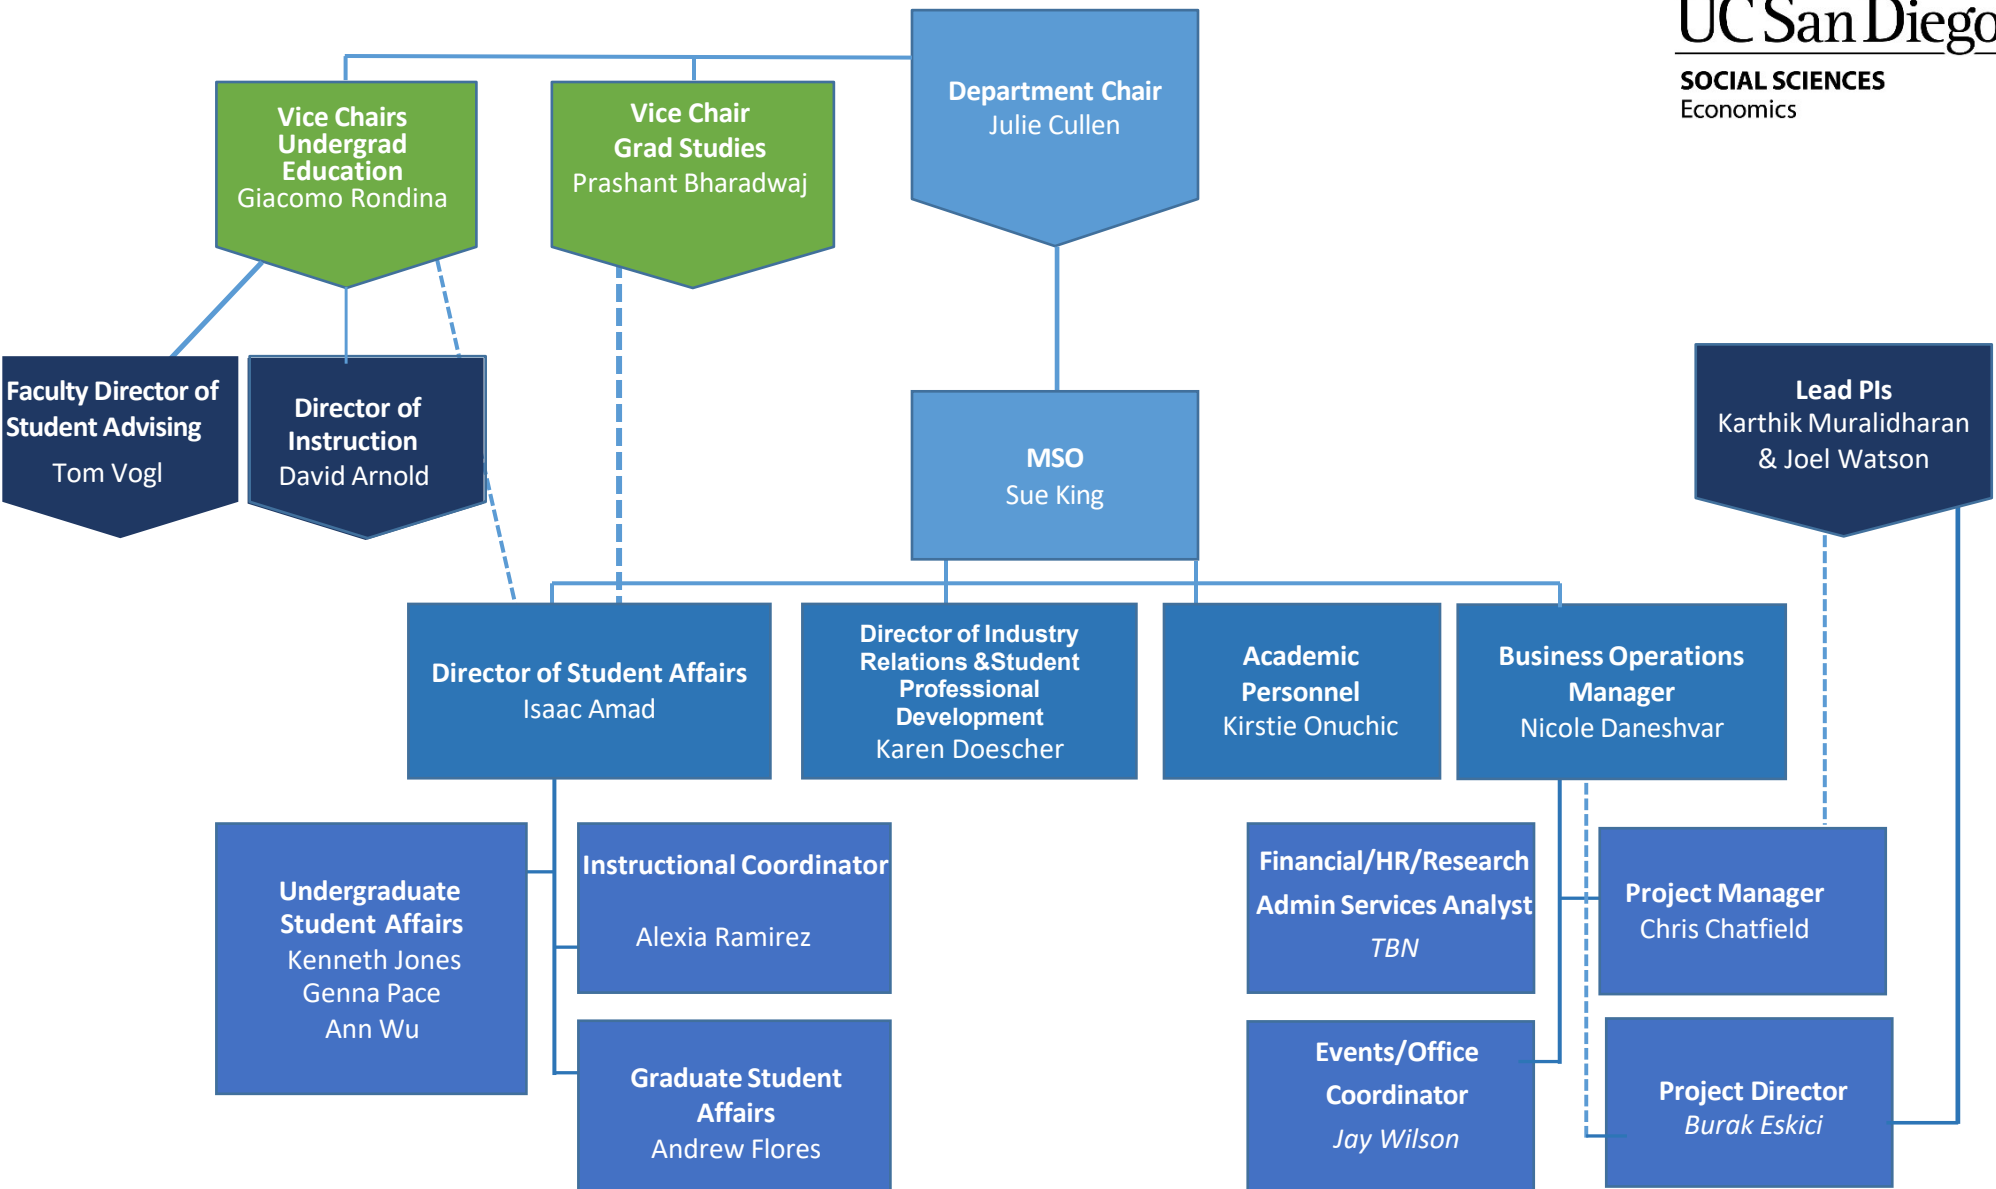 UC San Diego
SOCIAL SCIENCES
Economics
Department Chair
Julie Cullen
Vice Chairs
Undergrad
Education
Giacomo Rondina
Vice Chair
Grad Studies
Prashant Bharadwaj
Faculty Director of
Student Advising
Tom Vogl
Director of
Instruction
David Arnold
MSO
Sue King
Lead PIs
Karthik Muralidharan
& Joel Watson
Director of Student Affairs
Isaac Amad
Director of Industry
Relations &Student
Professional
Development
Karen Doescher
Academic
Personnel
Kirstie Onuchic
Business Operations
Manager
Nicole Daneshvar
Undergraduate
Student Affairs
Kenneth Jones
Genna Pace
Ann Wu
Instructional Coordinator
Alexia Ramirez
Graduate Student
Affairs
Andrew Flores
Financial/HR/Research
Admin Services Analyst
TBN
Project Manager
Chris Chatfield
Events/Office
Coordinator
Jay Wilson
Project Director
Burak Eskici